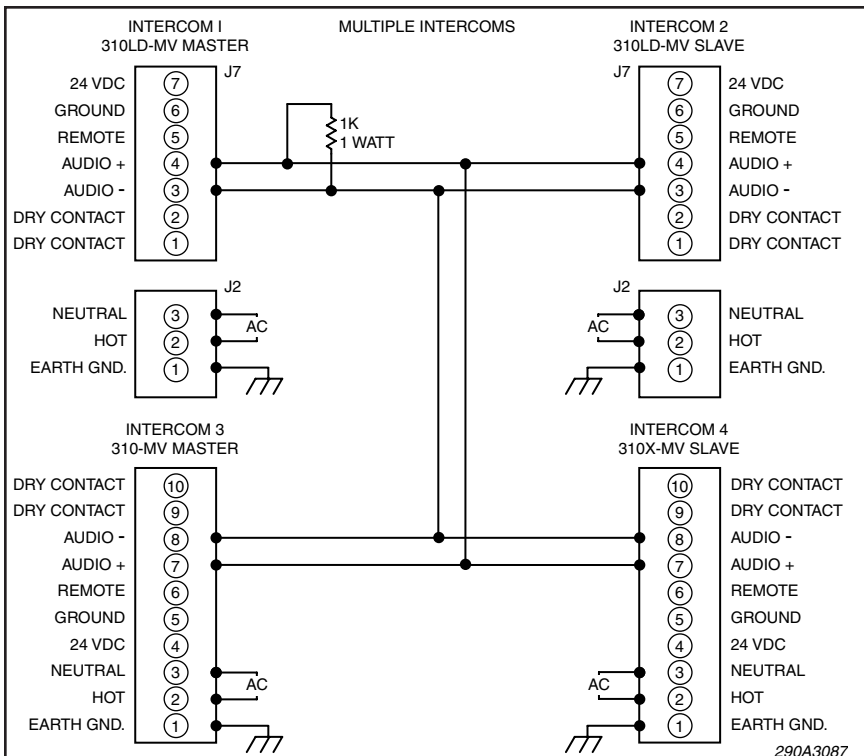 INTERCOM I
310LD-MV MASTER
MULTIPLE INTERCOMS
INTERCOM 2
310LD-MV SLAVE
J7
24 VDC 7
GROUND 6
REMOTE 5
AUDIO + 4
AUDIO - 3
DRY CONTACT 2
DRY CONTACT 1
1K
1 WATT
J7
7 24 VDC
6 GROUND
5 REMOTE
4 AUDIO +
3 AUDIO -
2 DRY CONTACT
1 DRY CONTACT
J2
NEUTRAL 3
HOT 2
EARTH GND. 1
AC
J2
AC
3 NEUTRAL
2 HOT
1 EARTH GND.
INTERCOM 3
310-MV MASTER
DRY CONTACT 10
DRY CONTACT 9
AUDIO - 8
AUDIO + 7
REMOTE 6
GROUND 5
24 VDC 4
NEUTRAL 3
HOT 2
EARTH GND. 1
AC
INTERCOM 4
310X-MV SLAVE
10 DRY CONTACT
9 DRY CONTACT
8 AUDIO -
7 AUDIO +
6 REMOTE
5 GROUND
4 24 VDC
3 NEUTRAL
2 HOT
1 EARTH GND.
AC
290A3087